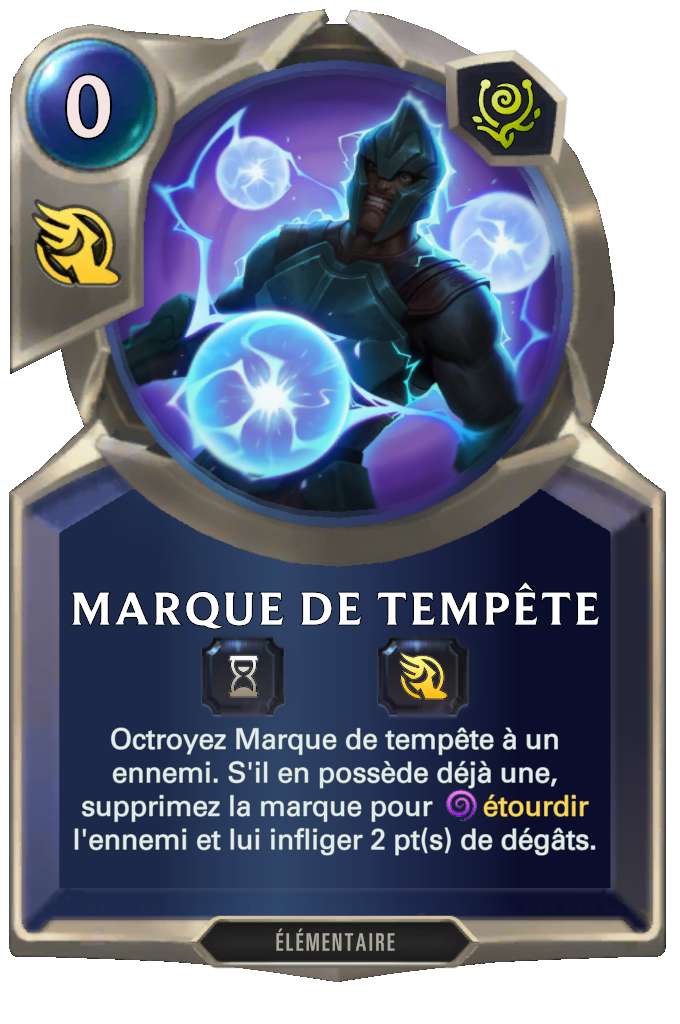 0
MARQUE DE TEMPÊTE
Octroyez Marque de tempête à un
ennemi. S'il en possède déjà une,
supprimez la marque pour étourdir
l'ennemi et lui infliger 2 pt(s) de dégâts.
ÉLÉMENTAIRE